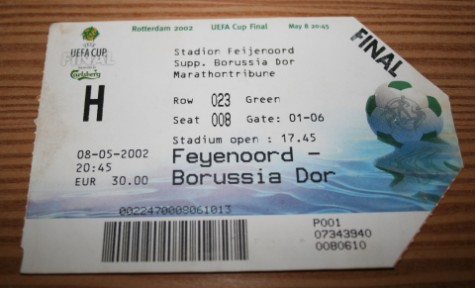 Rotterdam 2002 UEFA Cup Final May 8 20:45
UEFA CUP
FINAL
Carlsberg
FINAL
Stadion Feijenoord
Supp. Borussia Dor
Marathontribune
H
Row 023 Green
Seat 008 Gate: 01-06
Stadium open : 17.45
08-05-2002
20:45
EUR 30.00
Feyenoord -
Borussia Dor
0022470008061013
P001
07343940
0080610